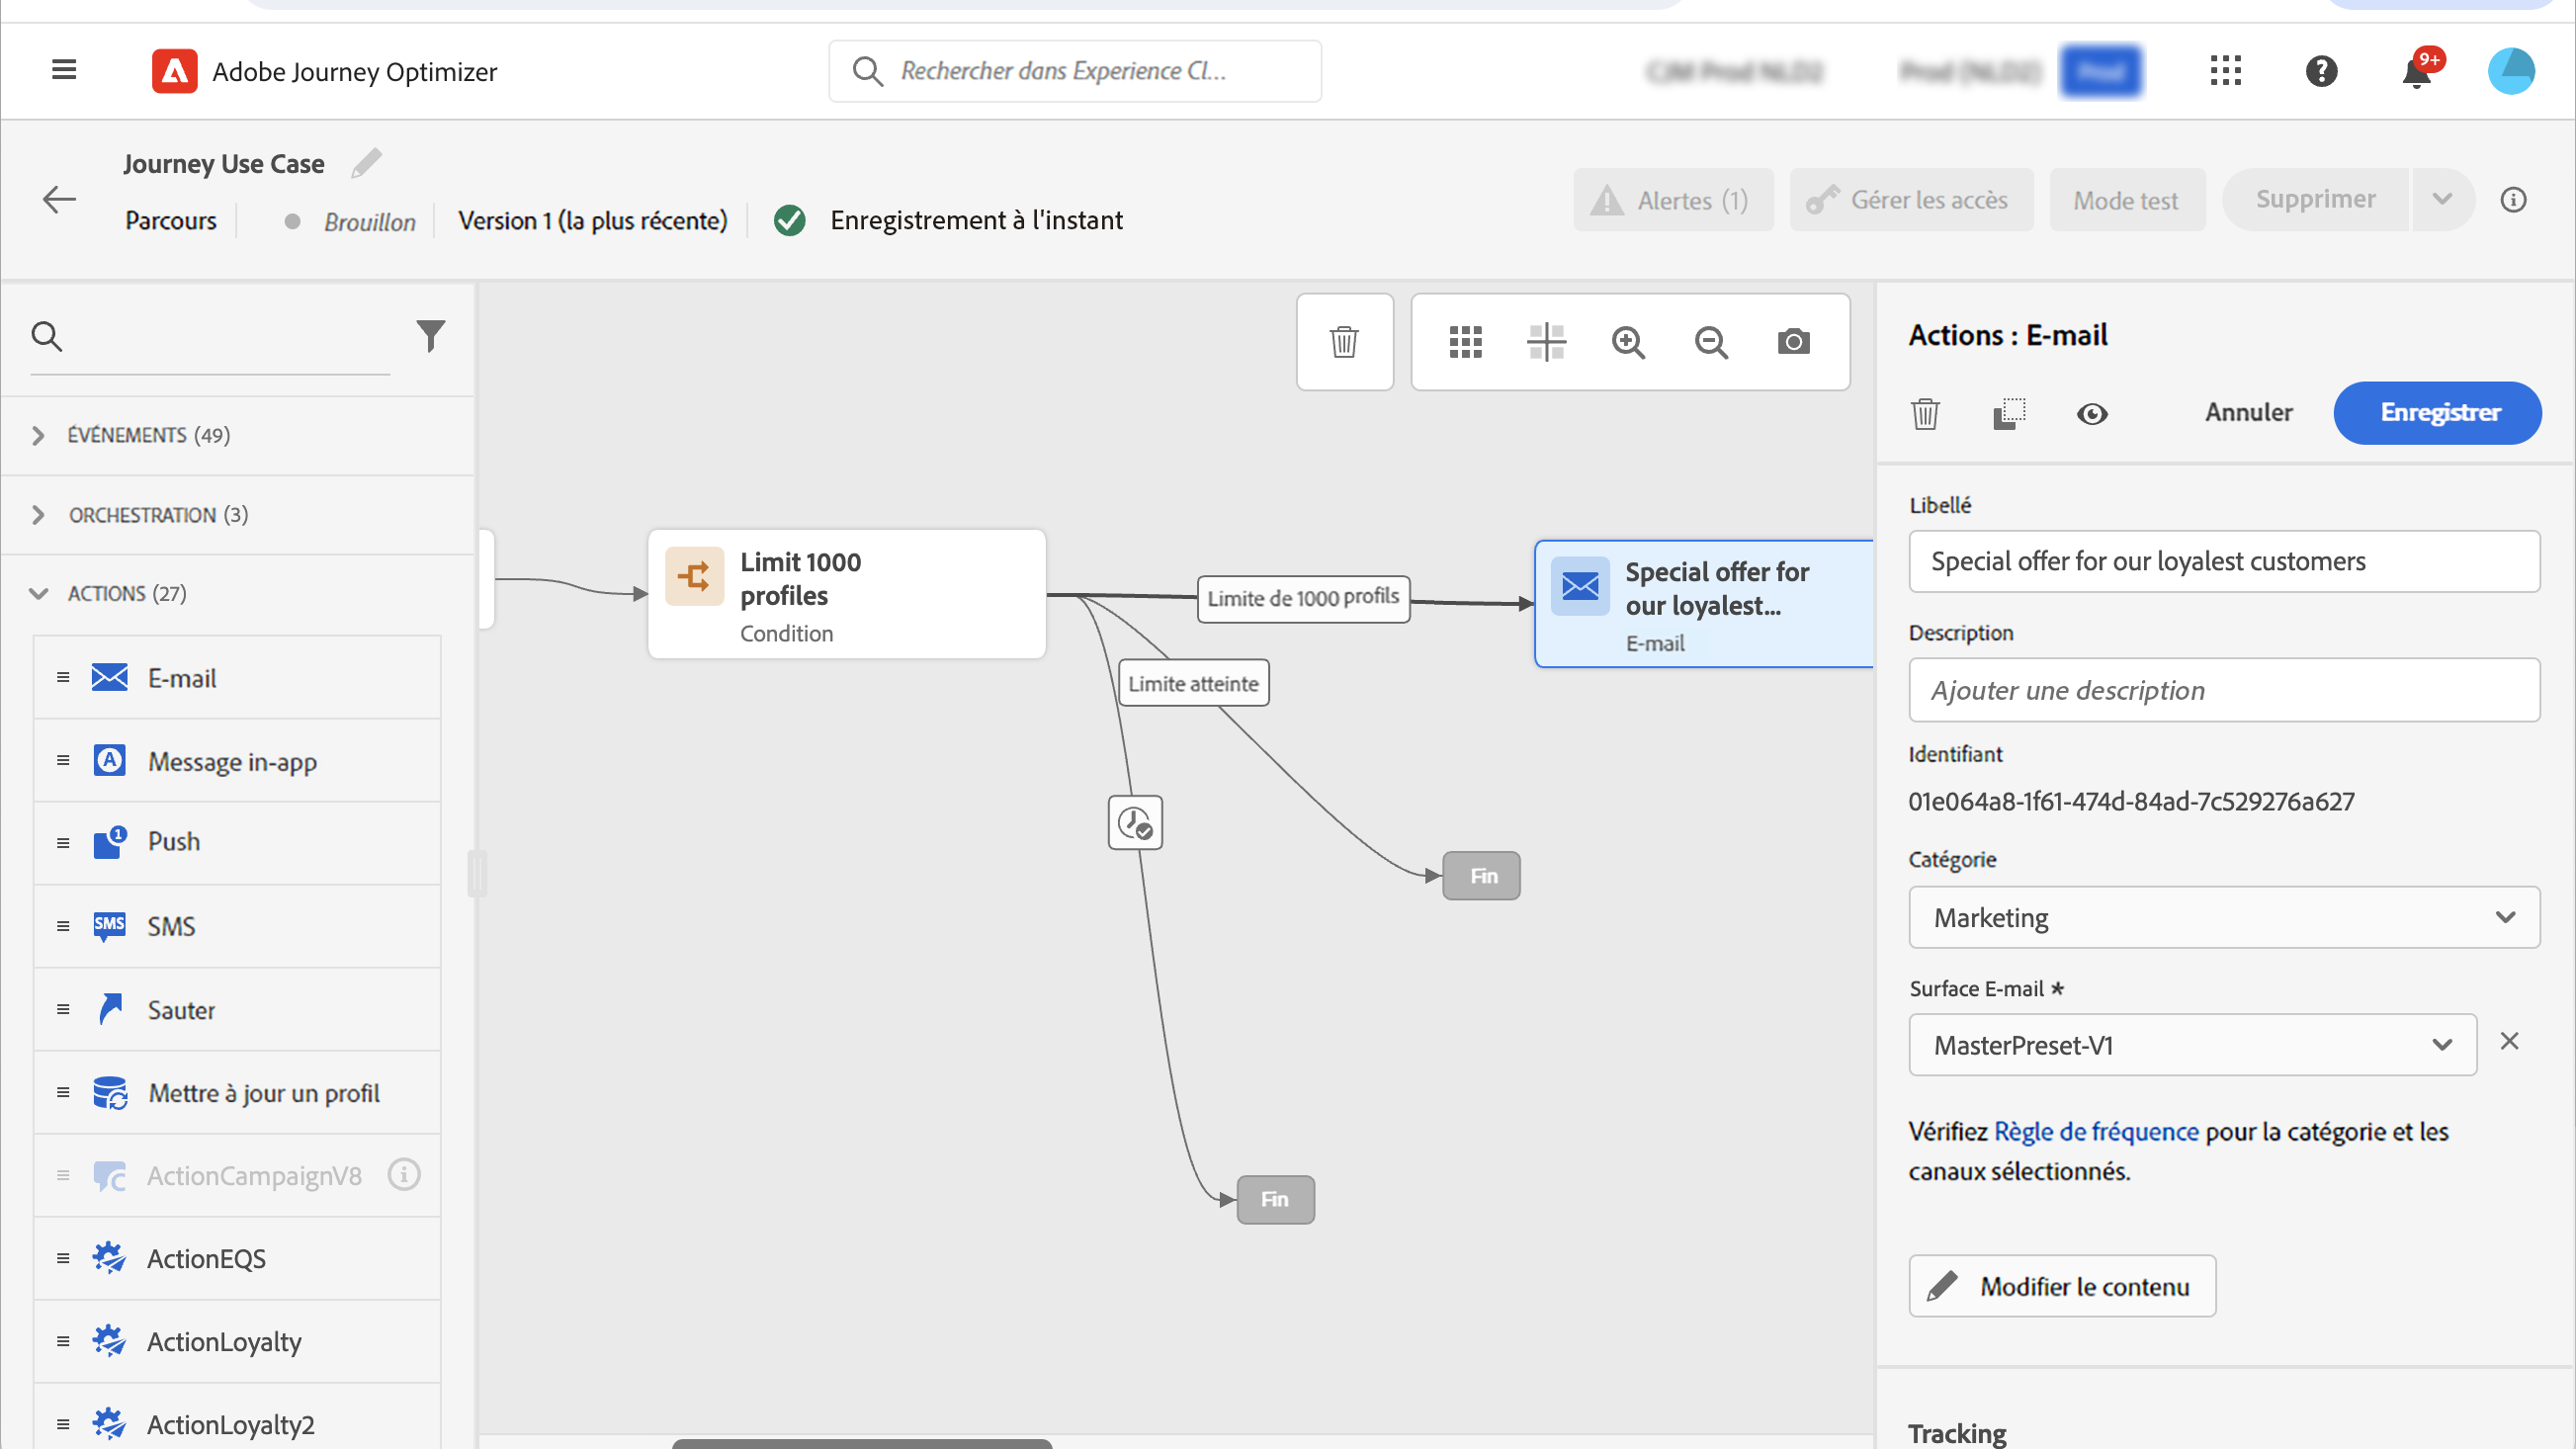 Adobe Journey Optimizer
Rechercher dans Experience Cl...
9+
Journey Use Case
Parcours
Brouillon
Version 1 (la plus récente)
Enregistrement à l'instant
Alertes (1)
Gérer les accès
Mode test
Supprimer
ÉVÉNEMENTS (49)
ORCHESTRATION (3)
ACTIONS (27)
E-mail
Message in-app
1
Push
SMS
SMS
Sauter
Mettre à jour un profil
ActionCampaignV8
ActionEQS
ActionLoyalty
ActionLoyalty2
Limit 1000
profiles
Condition
Limite de 1000 profils
Limite atteinte
Fin
Fin
Special offer for
our loyalest...
E-mail
Actions : E-mail
Annuler
Enregistrer
Libellé
Special offer for our loyalest customers
Description
Ajouter une description
Identifiant
01e064a8-1f61-474d-84ad-7c529276a627
Catégorie
Marketing
Surface E-mail *
MasterPreset-V1
Vérifiez Règle de fréquence pour la catégorie et les
canaux sélectionnés.
Modifier le contenu
Tracking